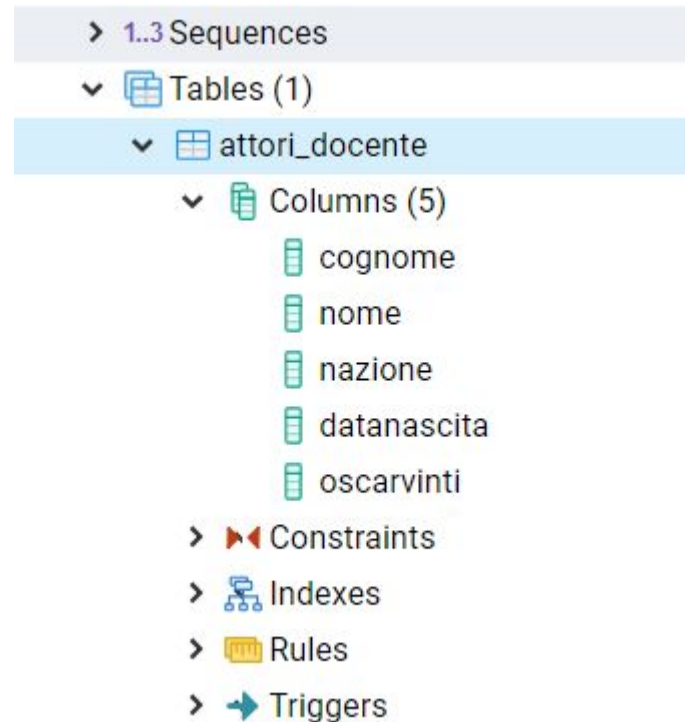 1..3 Sequences
Tables (1)
attori_docente
Columns (5)
cognome
nome
nazione
datanascita
oscarvinti
Constraints
Indexes
Rules
Triggers